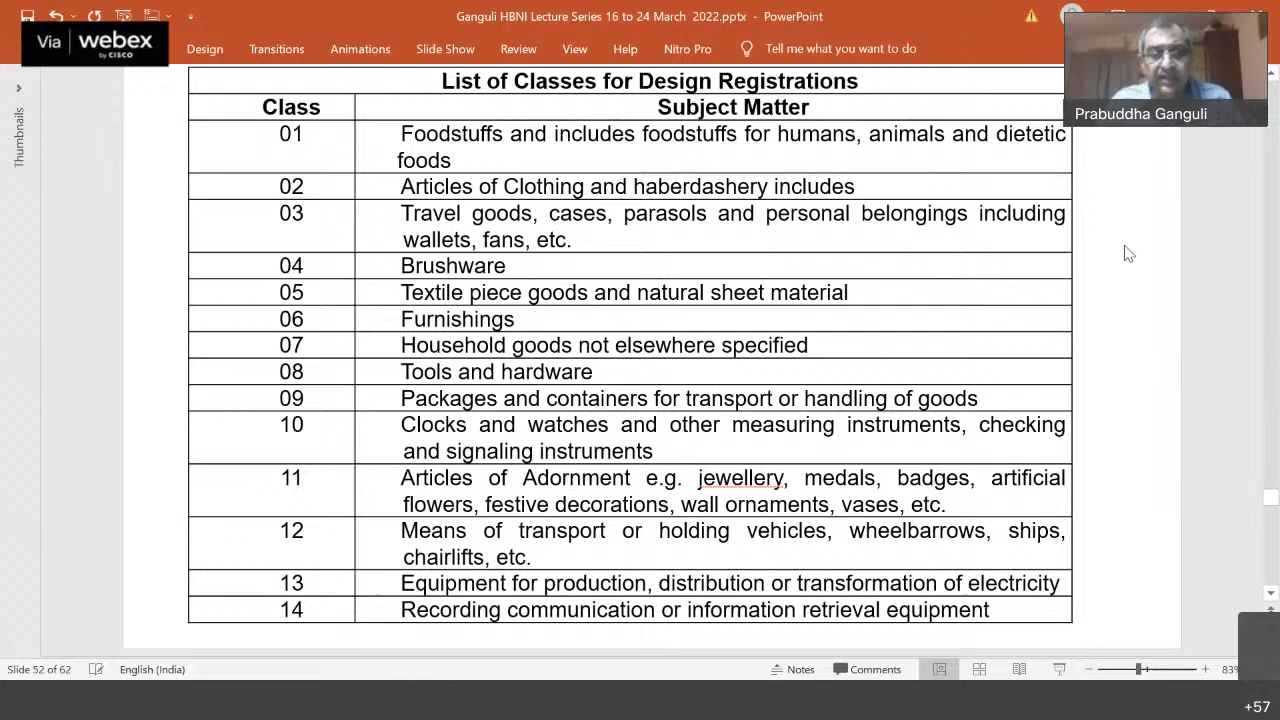 Ganguli HBNI Lecture Series 16 to 24 March 2022.pptx - PowerPoint
Via webex
by CISCO
Design Transitions Animations Slide Show Review View Help Nitro Pro Tell me what you want to do
Prabuddha Ganguli
Thumbnails
List of Classes for Design Registrations
Class Subject Matter
01 Foodstuffs and includes foodstuffs for humans, animals and dietetic
foods
02 Articles of Clothing and haberdashery includes
03 Travel goods, cases, parasols and personal belongings including
wallets, fans, etc.
04 Brushware
05 Textile piece goods and natural sheet material
06 Furnishings
07 Household goods not elsewhere specified
08 Tools and hardware
09 Packages and containers for transport or handling of goods
10 Clocks and watches and other measuring instruments, checking
and signaling instruments
11 Articles of Adornment e.g. jewellery, medals, badges, artificial
flowers, festive decorations, wall ornaments, vases, etc.
12 Means of transport or holding vehicles, wheelbarrows, ships,
chairlifts, etc.
13 Equipment for production, distribution or transformation of electricity
14 Recording communication or information retrieval equipment
Slide 52 of 62 English (India) Notes Comments 83%
+57